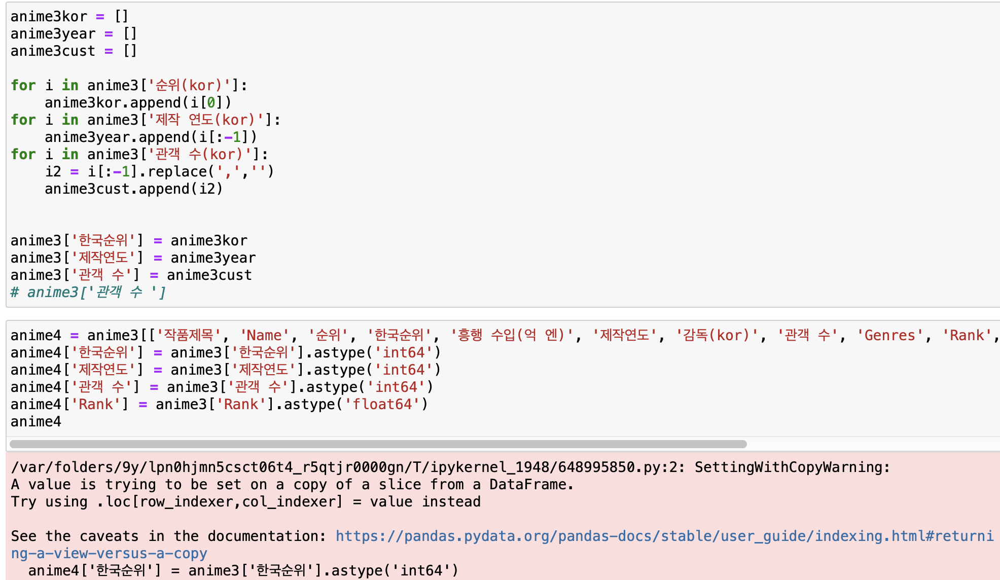 anime3kor = []
anime3year = []
anime3cust = []
for i in anime3['순위(kor)']:
    anime3kor.append(i[0])
for i in anime3['제작 연도(kor)']:
    anime3year.append(i[:-1])
for i in anime3['관객 수(kor)']:
    i2 = i[:-1].replace(',','')
    anime3cust.append(i2)
anime3['한국순위'] = anime3kor
anime3['제작연도'] = anime3year
anime3['관객 수'] = anime3cust
# anime3['관객 수 ']
anime4 = anime3[['작품제목', 'Name', '순위', '한국순위', '흥행 수입(억 엔)', '제작연도', '감독(kor)', '관객 수', 'Genres', 'Rank',
anime4['한국순위'] = anime3['한국순위'].astype('int64')
anime4['제작연도'] = anime3['제작연도'].astype('int64')
anime4['관객 수'] = anime3['관객 수'].astype('int64')
anime4['Rank'] = anime3['Rank'].astype('float64')
anime4
/var/folders/9y/lpn0hjmn5csct06t4_r5qtjr0000gn/T/ipykernel_1948/648995850.py:2: SettingWithCopyWarning:
A value is trying to be set on a copy of a slice from a DataFrame.
Try using .loc[row_indexer,col_indexer] = value instead
See the caveats in the documentation: https://pandas.pydata.org/pandas-docs/stable/user_guide/indexing.html#returni
ng-a-view-versus-a-copy
  anime4['한국순위'] = anime3['한국순위'].astype('int64')